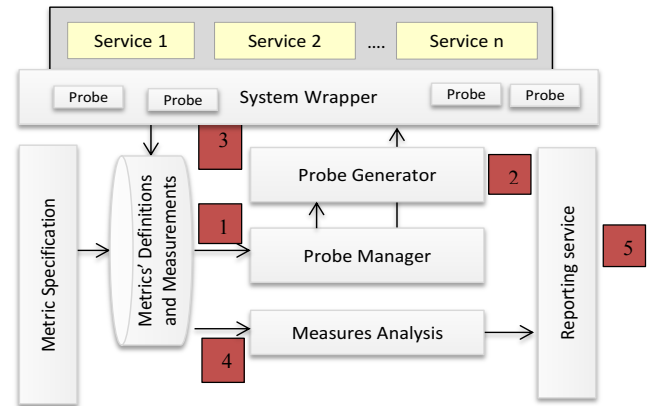 Service 1
Service 2
....
Service n
Probe
Probe
System Wrapper
Probe
Probe
3
Metric Specification
Metrics' Definitions
and Measurements
1
Probe Generator
2
Probe Manager
4
Measures Analysis
Reporting service
5